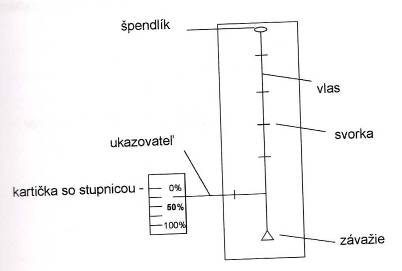 špendlík
vlas
svorka
ukazovateľ
kartička so stupnicou -
0%
50%
100%
závažie